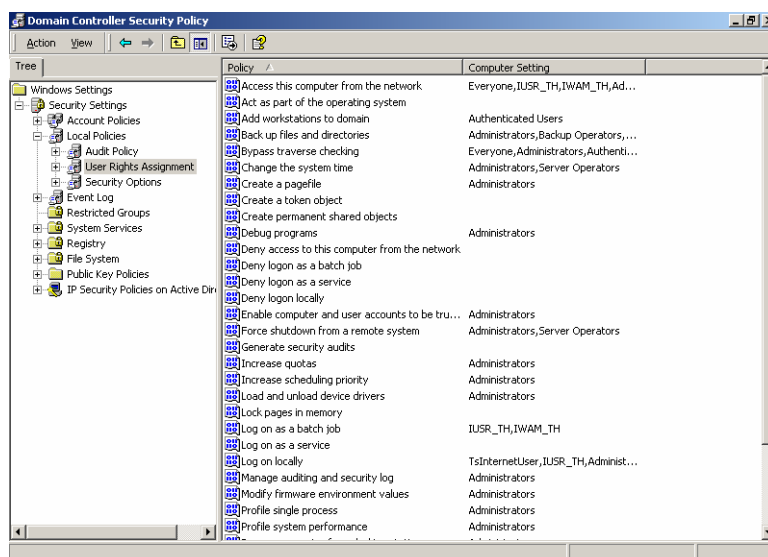 Domain Controller Security Policy
Action View
Tree
Windows Settings
Security Settings
Account Policies
Local Policies
Audit Policy
User Rights Assignment
Security Options
Event Log
Restricted Groups
System Services
Registry
File System
Public Key Policies
IP Security Policies on Active Dire
Policy Computer Setting
Access this computer from the network Everyone,IUSR_TH,IWAM_TH,Ad...
Act as part of the operating system
Add workstations to domain Authenticated Users
Back up files and directories Administrators,Backup Operators,...
Bypass traverse checking Everyone,Administrators,Authenti...
Change the system time Administrators,Server Operators
Create a pagefile Administrators
Create a token object
Create permanent shared objects
Debug programs Administrators
Deny access to this computer from the network
Deny logon as a batch job
Deny logon as a service
Deny logon locally
Enable computer and user accounts to be tru... Administrators
Force shutdown from a remote system Administrators,Server Operators
Generate security audits
Increase quotas Administrators
Increase scheduling priority Administrators
Load and unload device drivers Administrators
Lock pages in memory
Log on as a batch job IUSR_TH,IWAM_TH
Log on as a service
Log on locally TsInternetUser,IUSR_TH,Administ...
Manage auditing and security log Administrators
Modify firmware environment values Administrators
Profile single process Administrators
Profile system performance Administrators